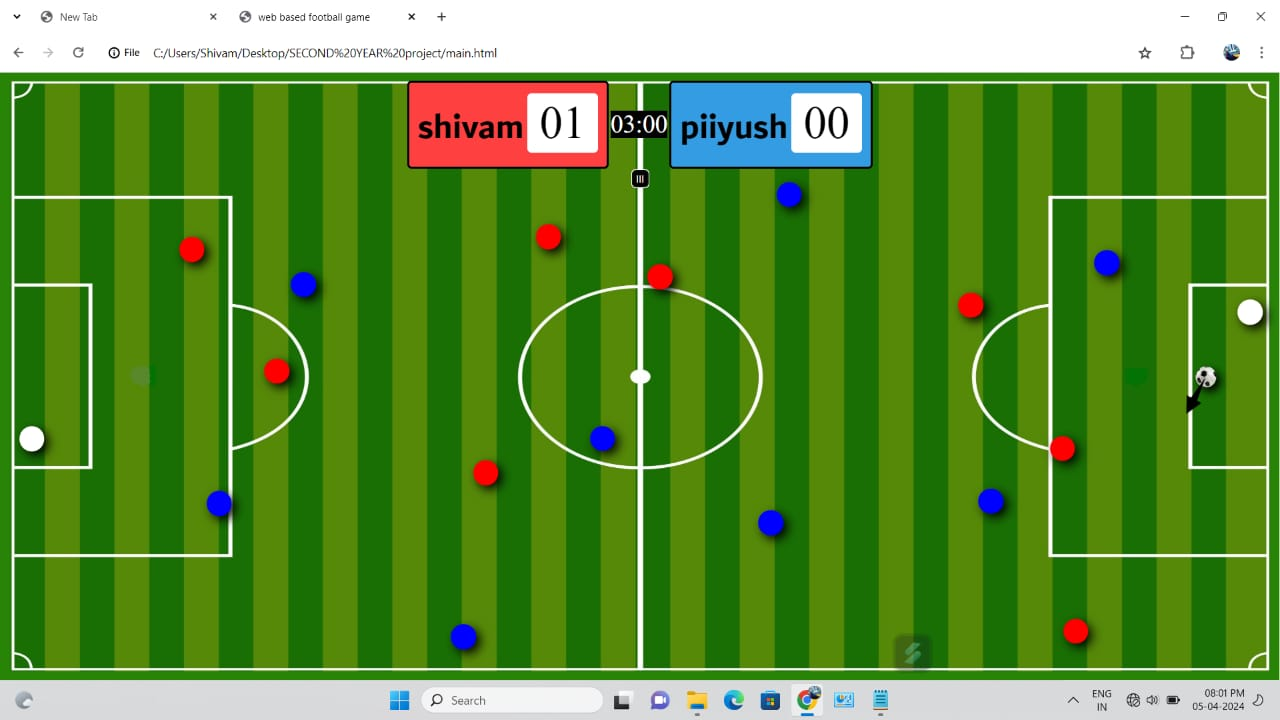 New Tab
web based football game
File
C:/Users/Shivam/Desktop/SECOND%20YEAR%20project/main.html
shivam 01
03:00
piiyush 00
Search
ENG
IN
08:01 PM
05-04-2024